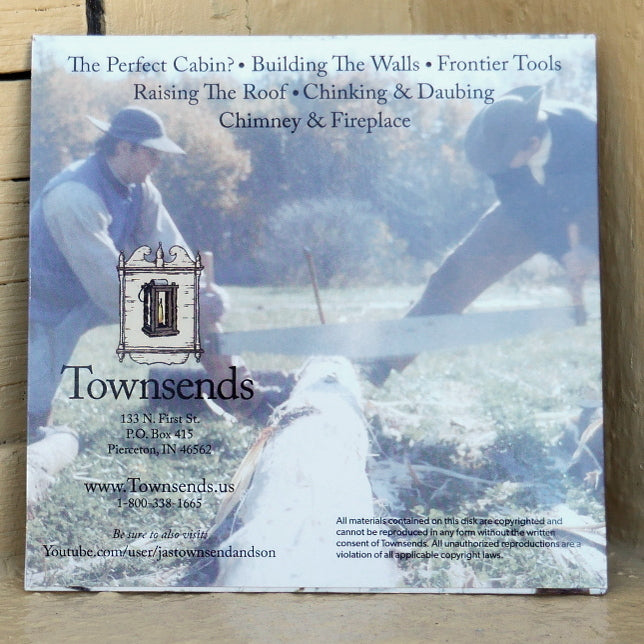 The Perfect Cabin? • Building The Walls • Frontier Tools
Raising The Roof • Chinking & Daubing
Chimney & Fireplace
Townsends
133 N. First St.
P.O. Box 415
Pierceton, IN 46562
www.Townsends.us
1-800-338-1665
Be sure to also visit:
Youtube.com/user/jastownsendandson
All materials contained on this disk are copyrighted and
cannot be reproduced in any form without the written
consent of Townsends. All unauthorized reproductions are a
violation of all applicable copyright laws.